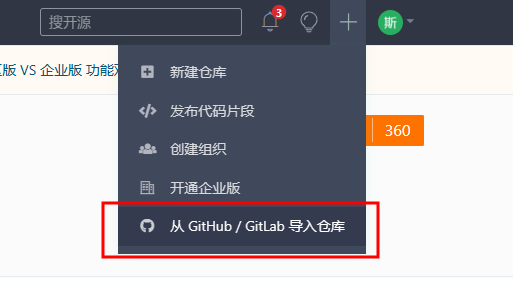 搜开源
3
斯
版 VS 企业版 功能
360
新建仓库
发布代码片段
创建组织
开通企业版
从 GitHub / GitLab 导入仓库